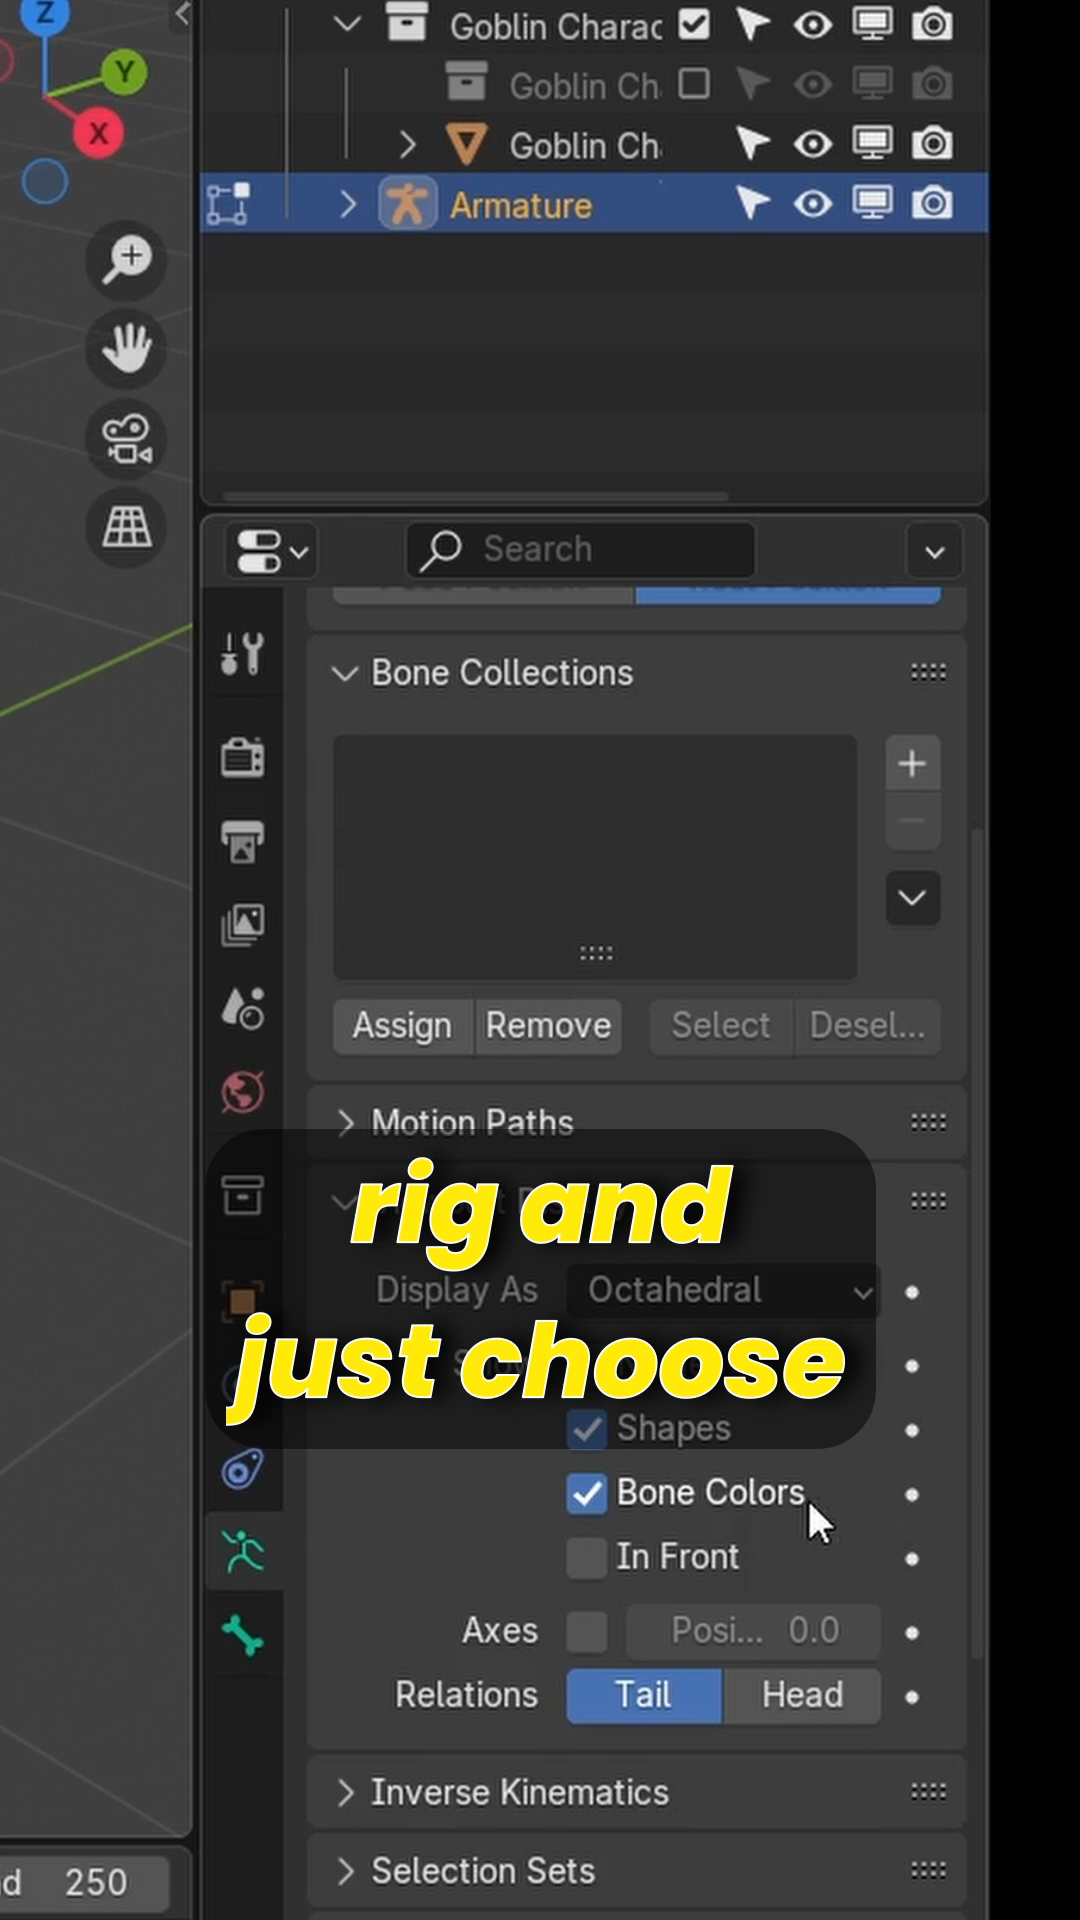 Z
Y
X
Goblin Charac
Goblin Ch
Goblin Ch
Armature
Search
Bone Collections
Assign
Remove
Select
Desel...
Motion Paths
rig and
just choose
Display As
Octahedral
Shapes
Bone Colors
In Front
Axes
Posi... 0.0
Relations
Tail
Head
Inverse Kinematics
Selection Sets
d 250